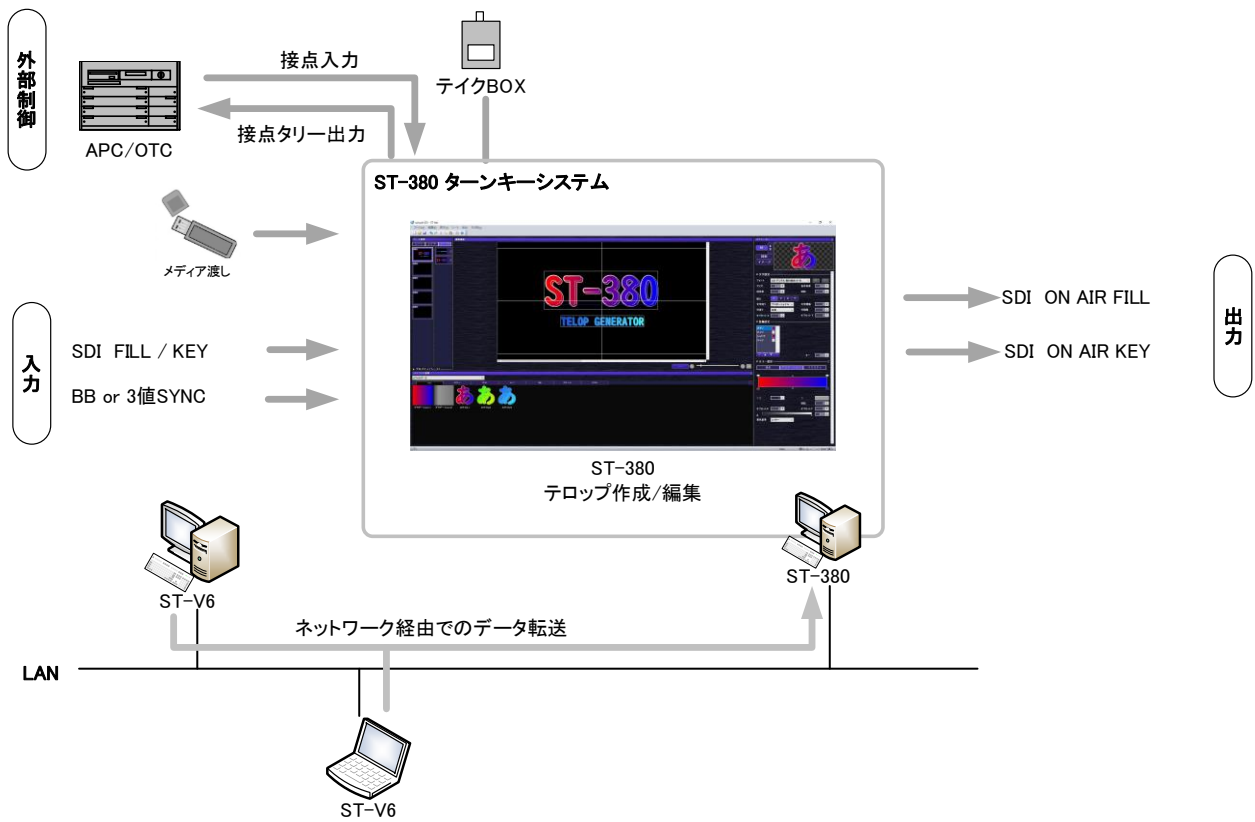 外部制御
接点入力
テイクBOX
接点タリー出力
APC/OTC
ST-380 ターンキーシステム
メディア渡し
ST-380
TELOP GENERATOR
あ
あ
あ
あ
入力
SDI FILL / KEY
BB or 3値SYNC
SDI ON AIR FILL
SDI ON AIR KEY
出力
ST-380
テロップ作成/編集
ST-V6
ST-380
ネットワーク経由でのデータ転送
LAN
ST-V6